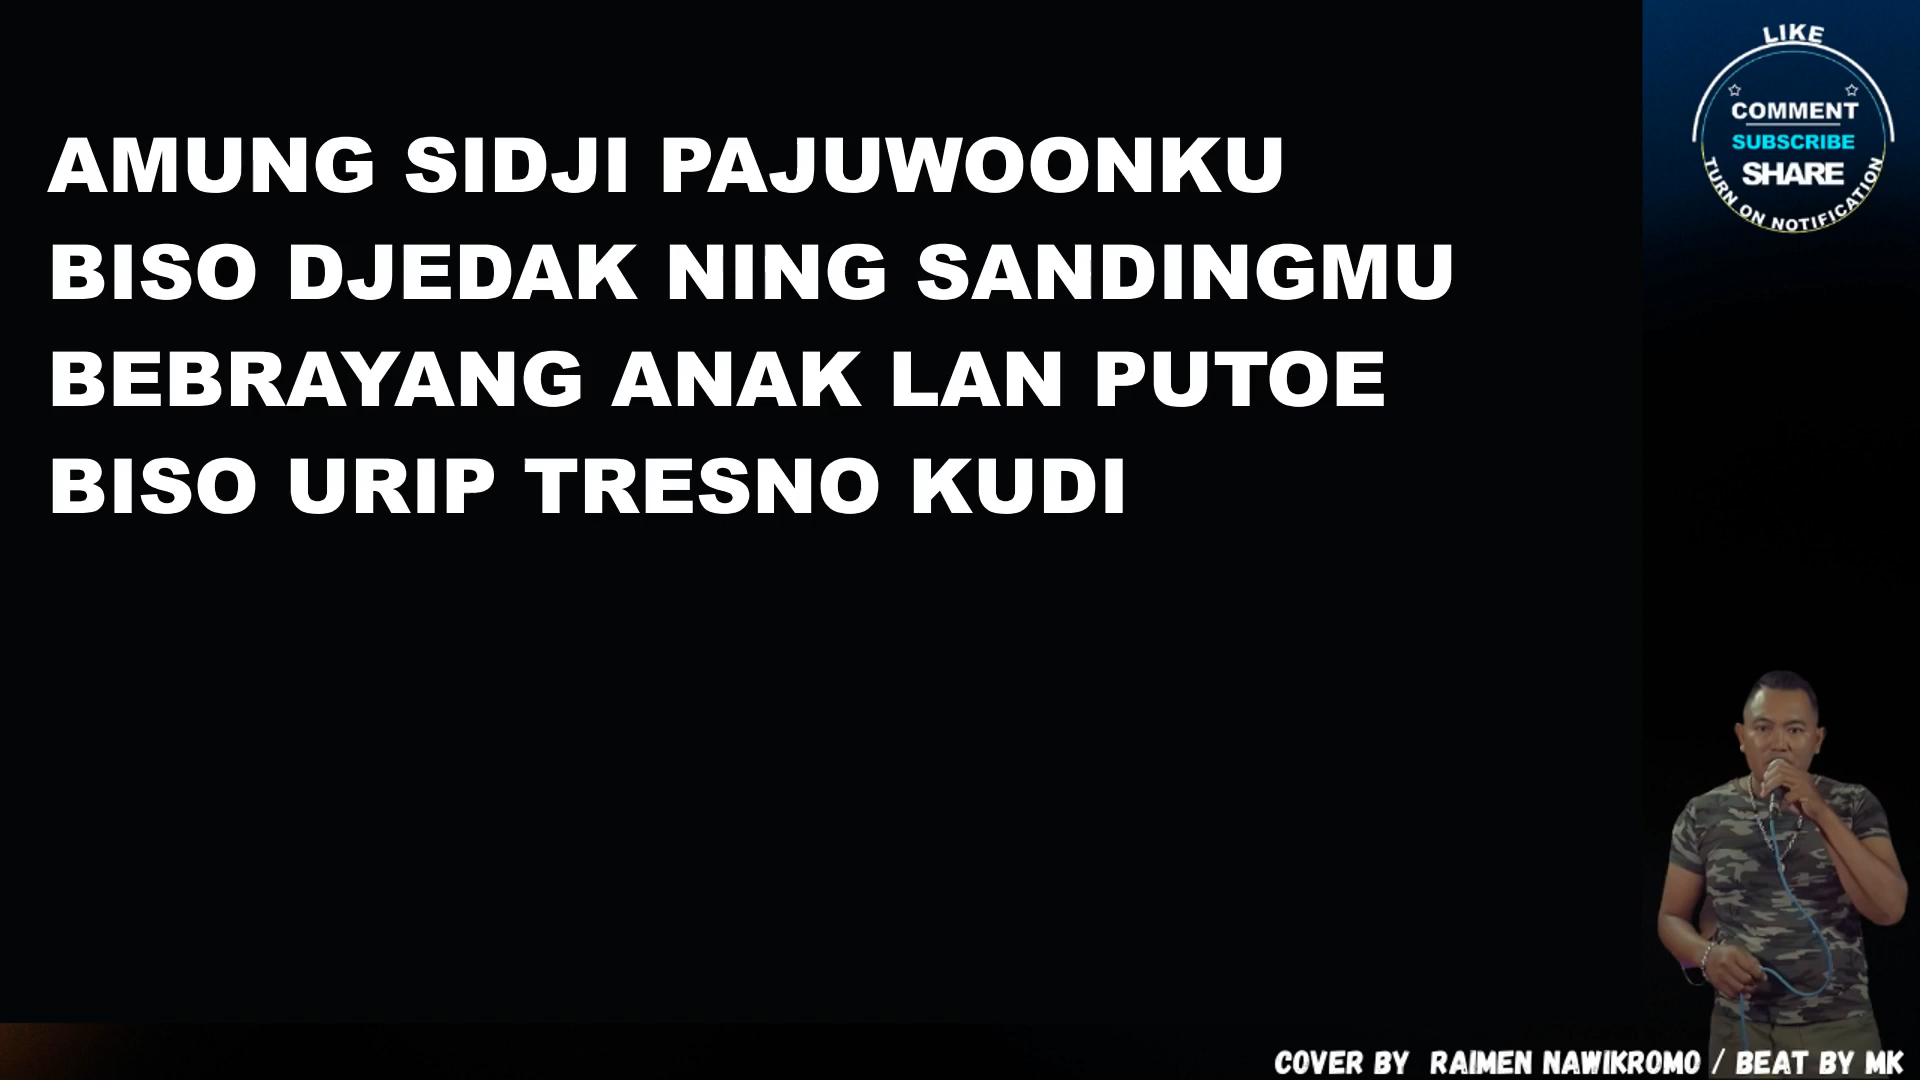 AMUNG SIDJI PAJUWOONKU
BISO DJEDAK NING SANDINGMU
BEBRAYANG ANAK LAN PUTOE
BISO URIP TRESNO KUDI
LIKE
COMMENT
SUBSCRIBE
SHARE
TURN ON NOTIFICATION
COVER BY RAIMEN NAWIKROMO / BEAT BY MK